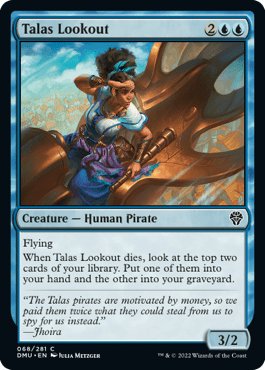 Talas Lookout 2
Creature — Human Pirate
Flying
When Talas Lookout dies, look at the top two
cards of your library. Put one of them into
your hand and the other into your graveyard.
"The Talas pirates are motivated by money, so we
paid them twice what they could steal from us to
spy for us instead."
—Jhoira
3/2
068/281 C
DMU • EN Julia Metzger
™ & © 2022 Wizards of the Coast